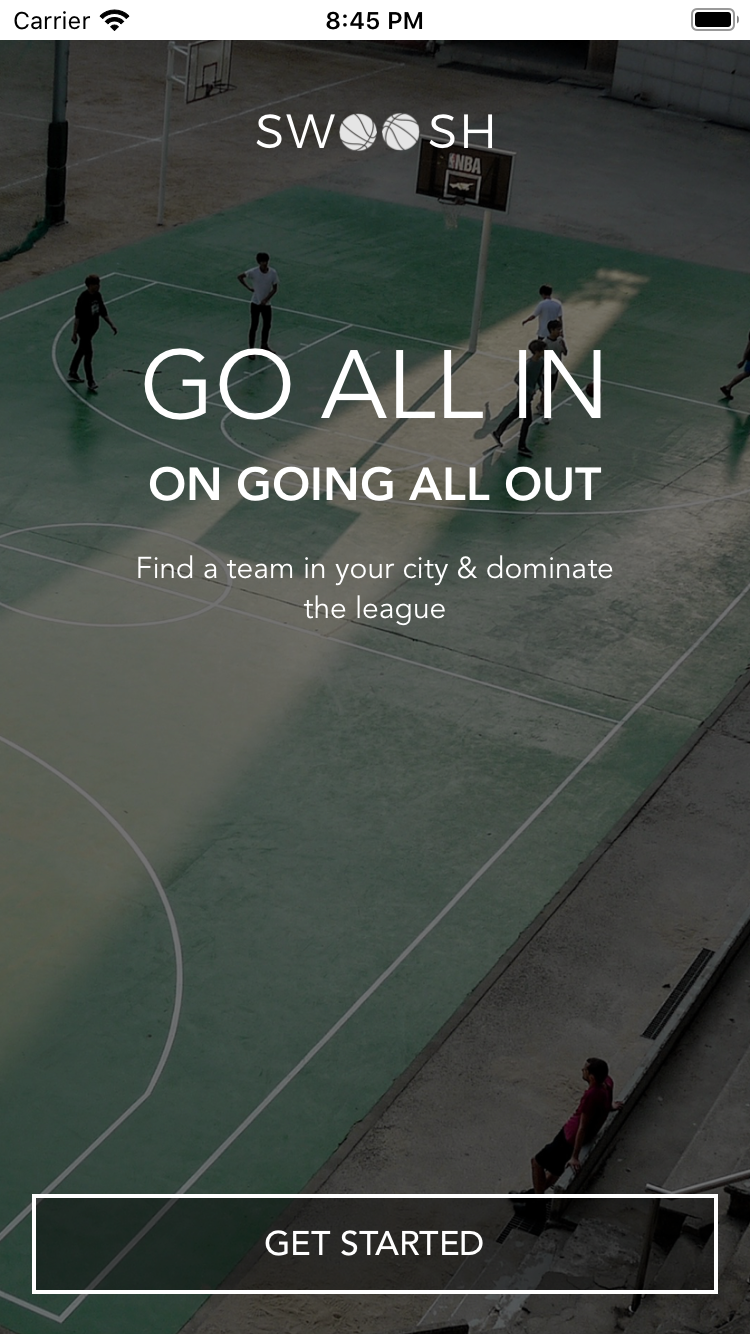 Carrier 8:45 PM
SWOOSH
NBA
GO ALL IN
ON GOING ALL OUT
Find a team in your city & dominate
the league
GET STARTED